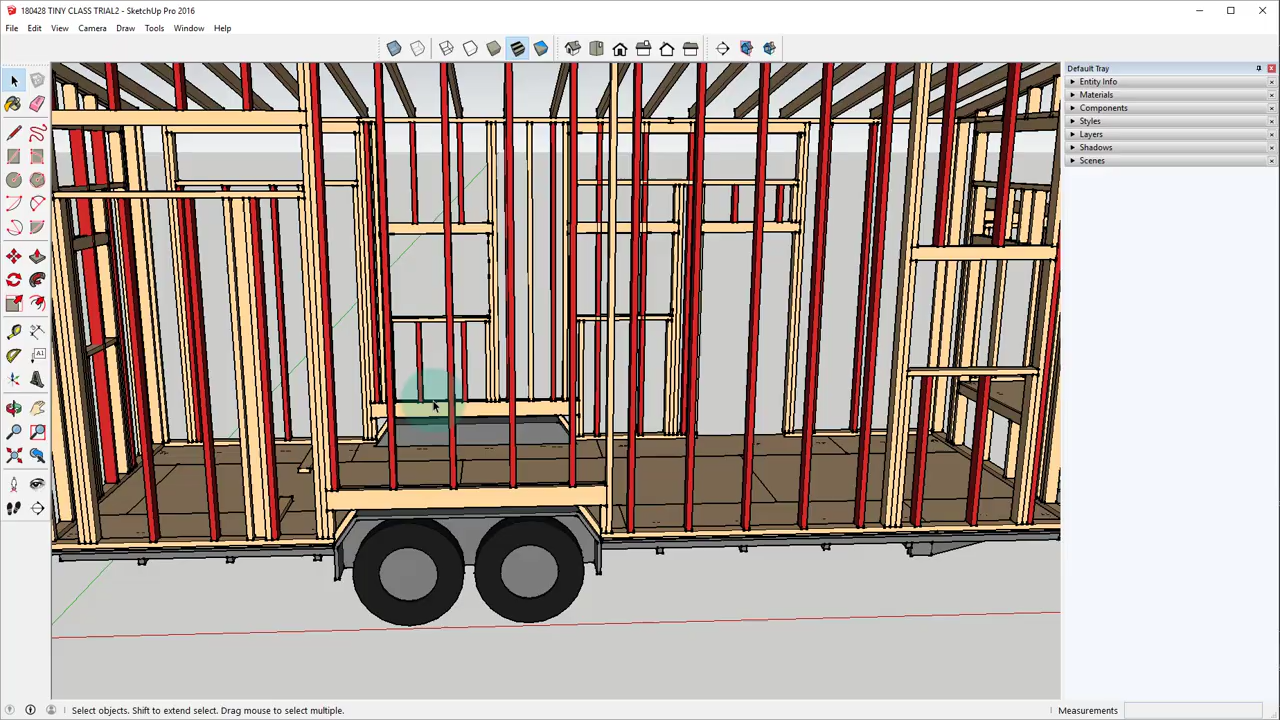 180428 TINY CLASS TRIAL2 - SketchUp Pro 2016
File Edit View Camera Draw Tools Window Help
Default Tray
Entity Info
Materials
Components
Styles
Layers
Shadows
Scenes
A1
Select objects. Shift to extend select. Drag mouse to select multiple.
Measurements